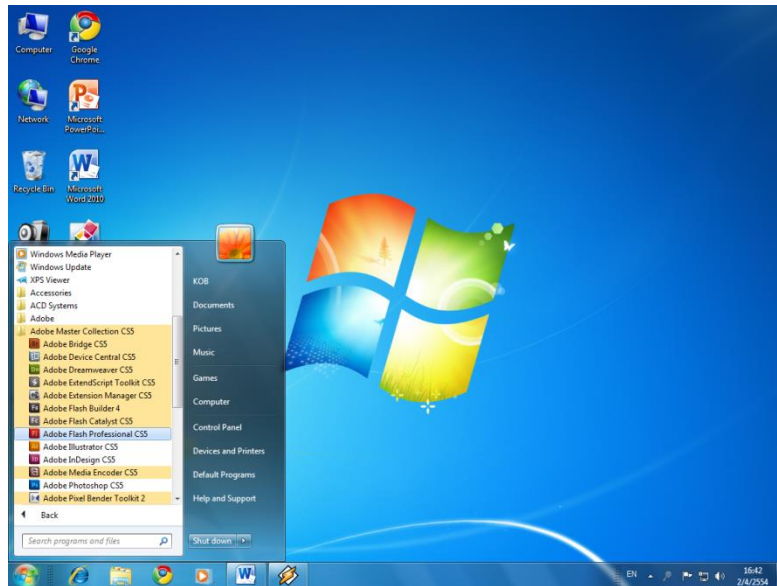 Computer
Google
Chrome
Network
Microsoft
PowerPoi...
Recycle Bin
Microsoft
Word 2010
Windows Media Player
Windows Update
XPS Viewer
Accessories
ACD Systems
Adobe
Adobe Master Collection CS5
Adobe Bridge CS5
Adobe Device Central CS5
Adobe Dreamweaver CS5
Adobe ExtendScript Toolkit CS5
Adobe Extension Manager CS5
Adobe Flash Builder 4
Adobe Flash Catalyst CS5
Adobe Flash Professional CS5
Adobe Illustrator CS5
Adobe InDesign CS5
Adobe Media Encoder CS5
Adobe Photoshop CS5
Adobe Pixel Bender Toolkit 2
Back
Search programs and files
KOB
Documents
Pictures
Music
Games
Computer
Control Panel
Devices and Printers
Default Programs
Help and Support
Shut down
EN
16:42
2/4/2554